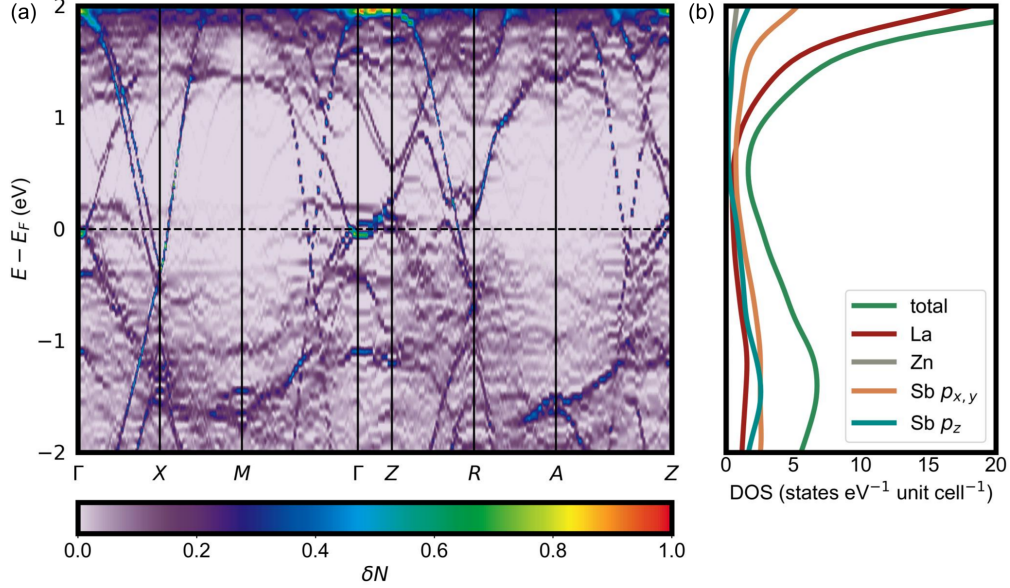 (a)
(b)
2
1
0
−1
−2
E − E_F (eV)
Γ X M Γ Z R A Z
0.0 0.2 0.4 0.6 0.8 1.0
δN
total
La
Zn
Sb p_{x, y}
Sb p_z
0 5 10 15 20
DOS (states eV⁻¹ unit cell⁻¹)